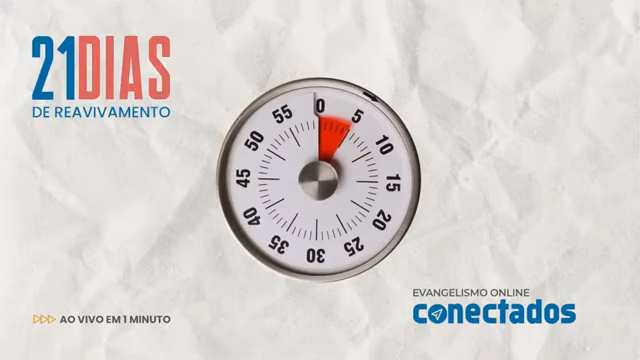 21DIAS
DE REAVIVAMENTO
0
5
10
15
20
25
30
35
40
45
50
55
EVANGELISMO ONLINE
conectados
AO VIVO EM 1 MINUTO